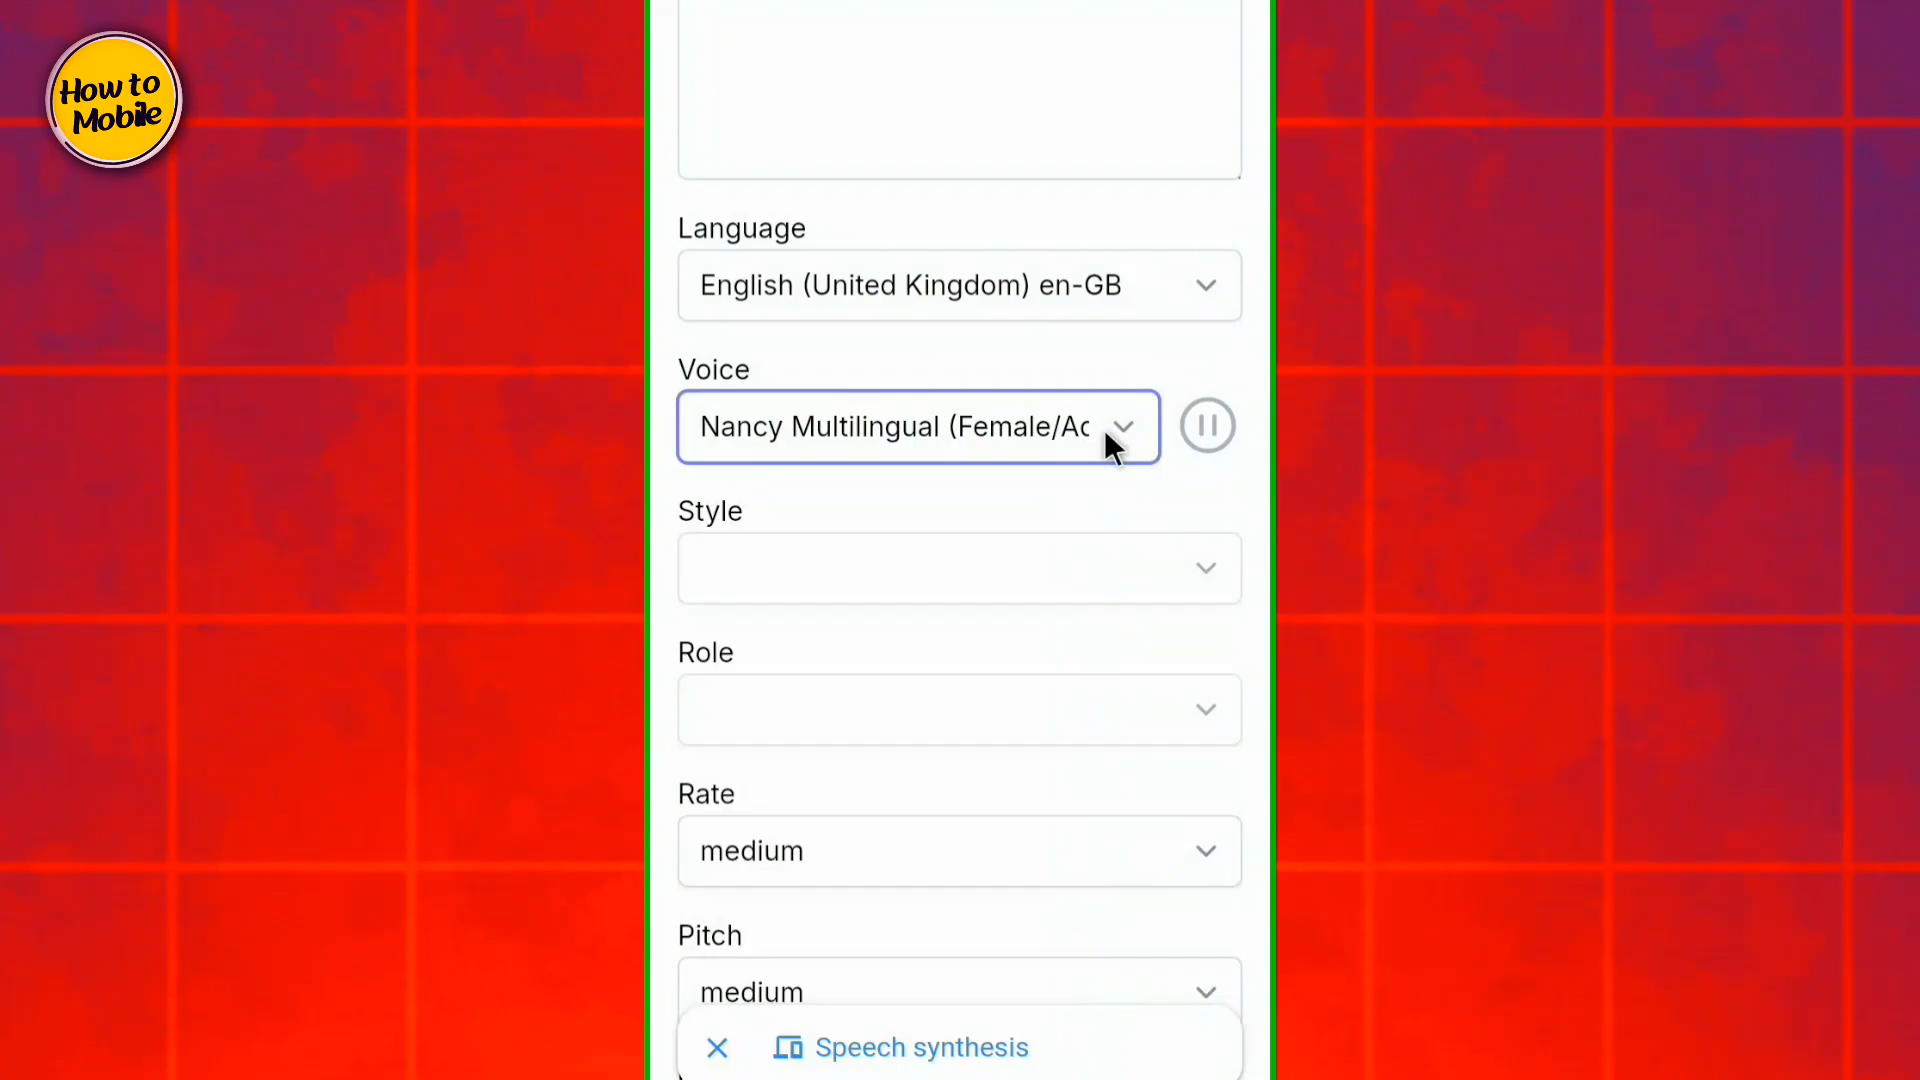 How to
Mobile
Language
English (United Kingdom) en-GB
Voice
Nancy Multilingual (Female/Ac
Style
Role
Rate
medium
Pitch
medium
Speech synthesis